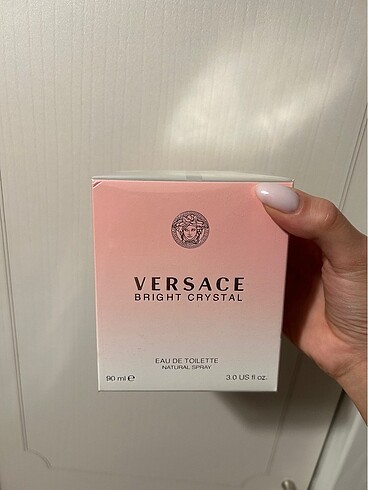 VERSACE
BRIGHT CRYSTAL
EAU DE TOILETTE
NATURAL SPRAY
90 ml ℮ 3.0 US fl oz.